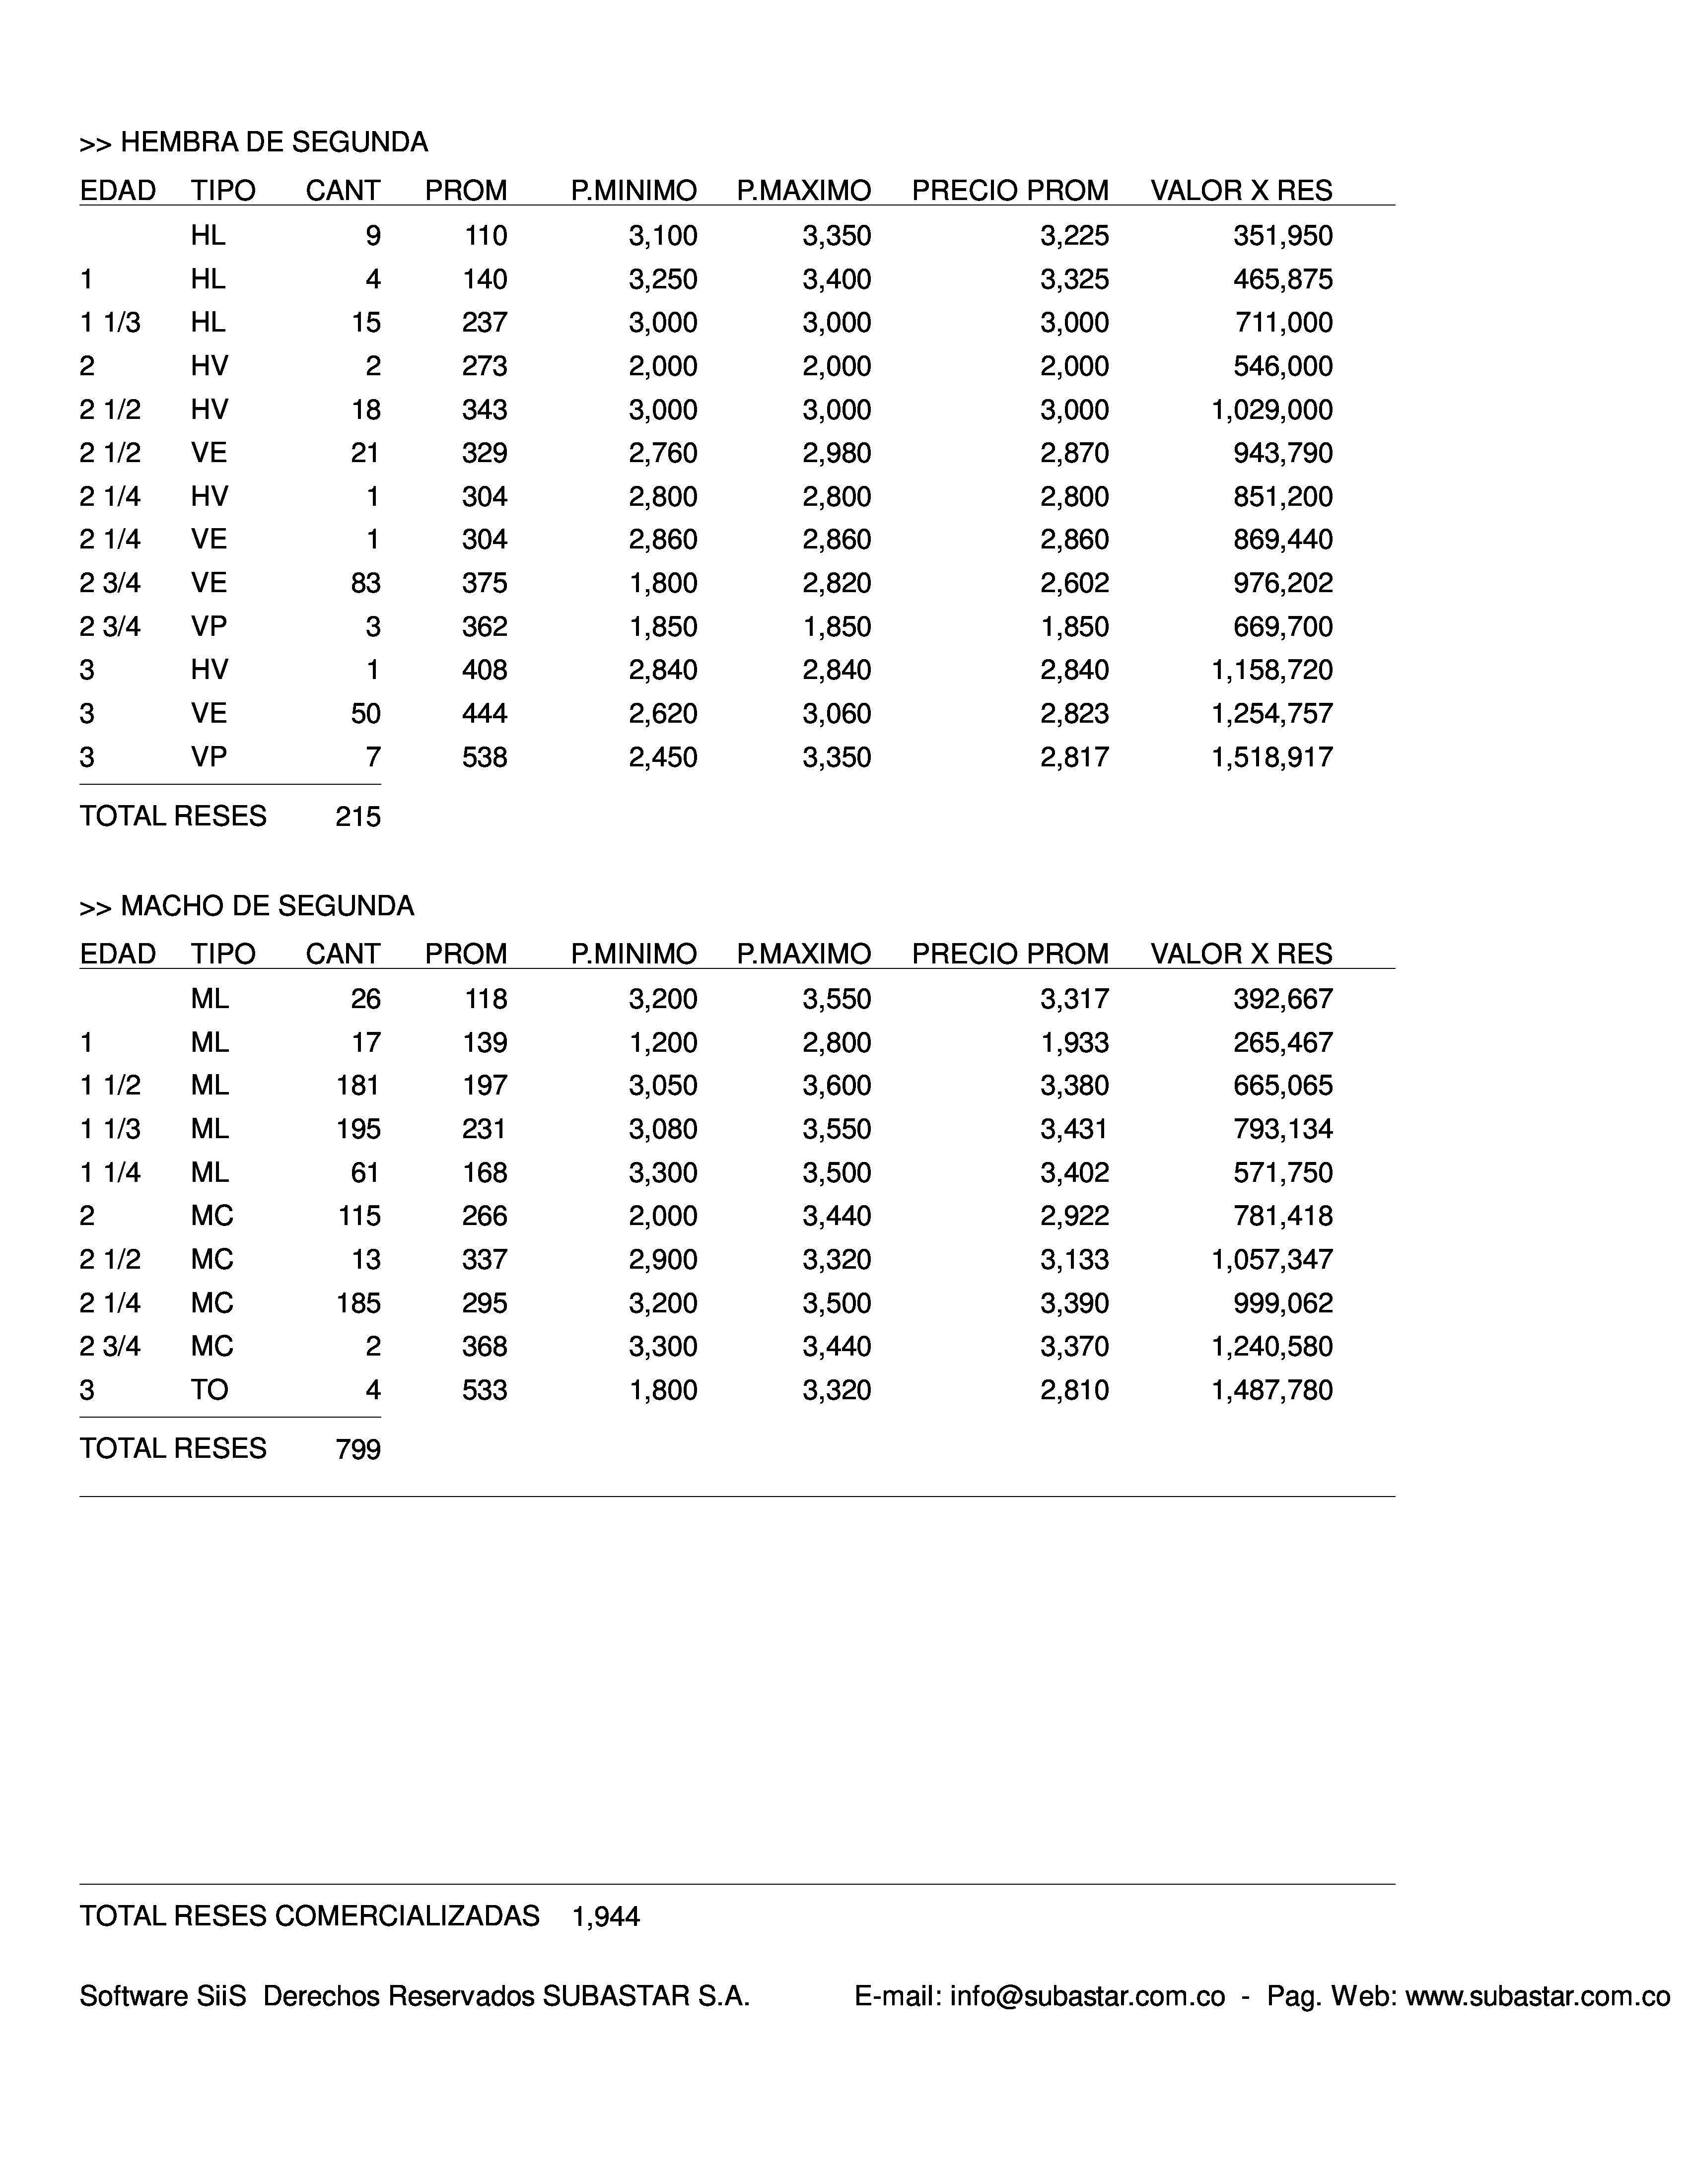 >> HEMBRA DE SEGUNDA
EDAD TIPO CANT PROM P.MINIMO P.MAXIMO PRECIO PROM VALOR X RES
HL 9 110 3,100 3,350 3,225 351,950
1 HL 4 140 3,250 3,400 3,325 465,875
1 1/3 HL 15 237 3,000 3,000 3,000 711,000
2 HV 2 273 2,000 2,000 2,000 546,000
2 1/2 HV 18 343 3,000 3,000 3,000 1,029,000
2 1/2 VE 21 329 2,760 2,980 2,870 943,790
2 1/4 HV 1 304 2,800 2,800 2,800 851,200
2 1/4 VE 1 304 2,860 2,860 2,860 869,440
2 3/4 VE 83 375 1,800 2,820 2,602 976,202
2 3/4 VP 3 362 1,850 1,850 1,850 669,700
3 HV 1 408 2,840 2,840 2,840 1,158,720
3 VE 50 444 2,620 3,060 2,823 1,254,757
3 VP 7 538 2,450 3,350 2,817 1,518,917
TOTAL RESES 215
>> MACHO DE SEGUNDA
EDAD TIPO CANT PROM P.MINIMO P.MAXIMO PRECIO PROM VALOR X RES
ML 26 118 3,200 3,550 3,317 392,667
1 ML 17 139 1,200 2,800 1,933 265,467
1 1/2 ML 181 197 3,050 3,600 3,380 665,065
1 1/3 ML 195 231 3,080 3,550 3,431 793,134
1 1/4 ML 61 168 3,300 3,500 3,402 571,750
2 MC 115 266 2,000 3,440 2,922 781,418
2 1/2 MC 13 337 2,900 3,320 3,133 1,057,347
2 1/4 MC 185 295 3,200 3,500 3,390 999,062
2 3/4 MC 2 368 3,300 3,440 3,370 1,240,580
3 TO 4 533 1,800 3,320 2,810 1,487,780
TOTAL RESES 799
TOTAL RESES COMERCIALIZADAS 1,944
Software SiiS Derechos Reservados SUBASTAR S.A. E-mail: info@subastar.com.co - Pag. Web: www.subastar.com.co